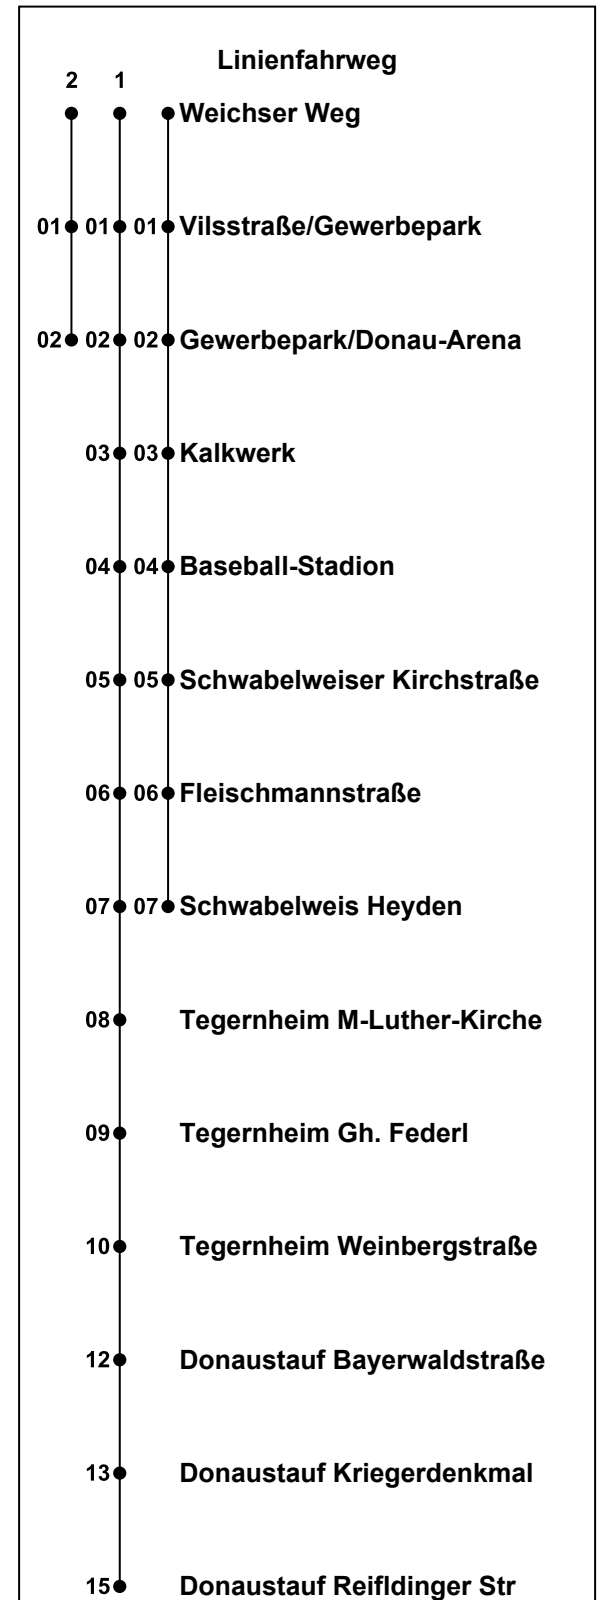 Linienfahrweg
2 1
Weichser Weg
01 01 01 Vilsstraße/Gewerbepark
02 02 02 Gewerbepark/Donau-Arena
03 03 Kalkwerk
04 04 Baseball-Stadion
05 05 Schwabelweiser Kirchstraße
06 06 Fleischmannstraße
07 07 Schwabelweis Heyden
08 Tegernheim M-Luther-Kirche
09 Tegernheim Gh. Federl
10 Tegernheim Weinbergstraße
12 Donaustauf Bayerwaldstraße
13 Donaustauf Kriegerdenkmal
15 Donaustauf Reifldinger Str